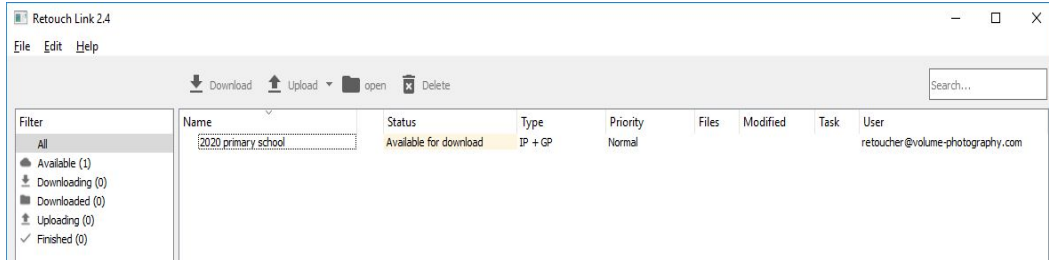 Retouch Link 2.4
File Edit Help
Download Upload open Delete Search...
Filter Name Status Type Priority Files Modified Task User
All 2020 primary school Available for download IP + GP Normal retoucher@volume-photography.com
Available (1)
Downloading (0)
Downloaded (0)
Uploading (0)
Finished (0)